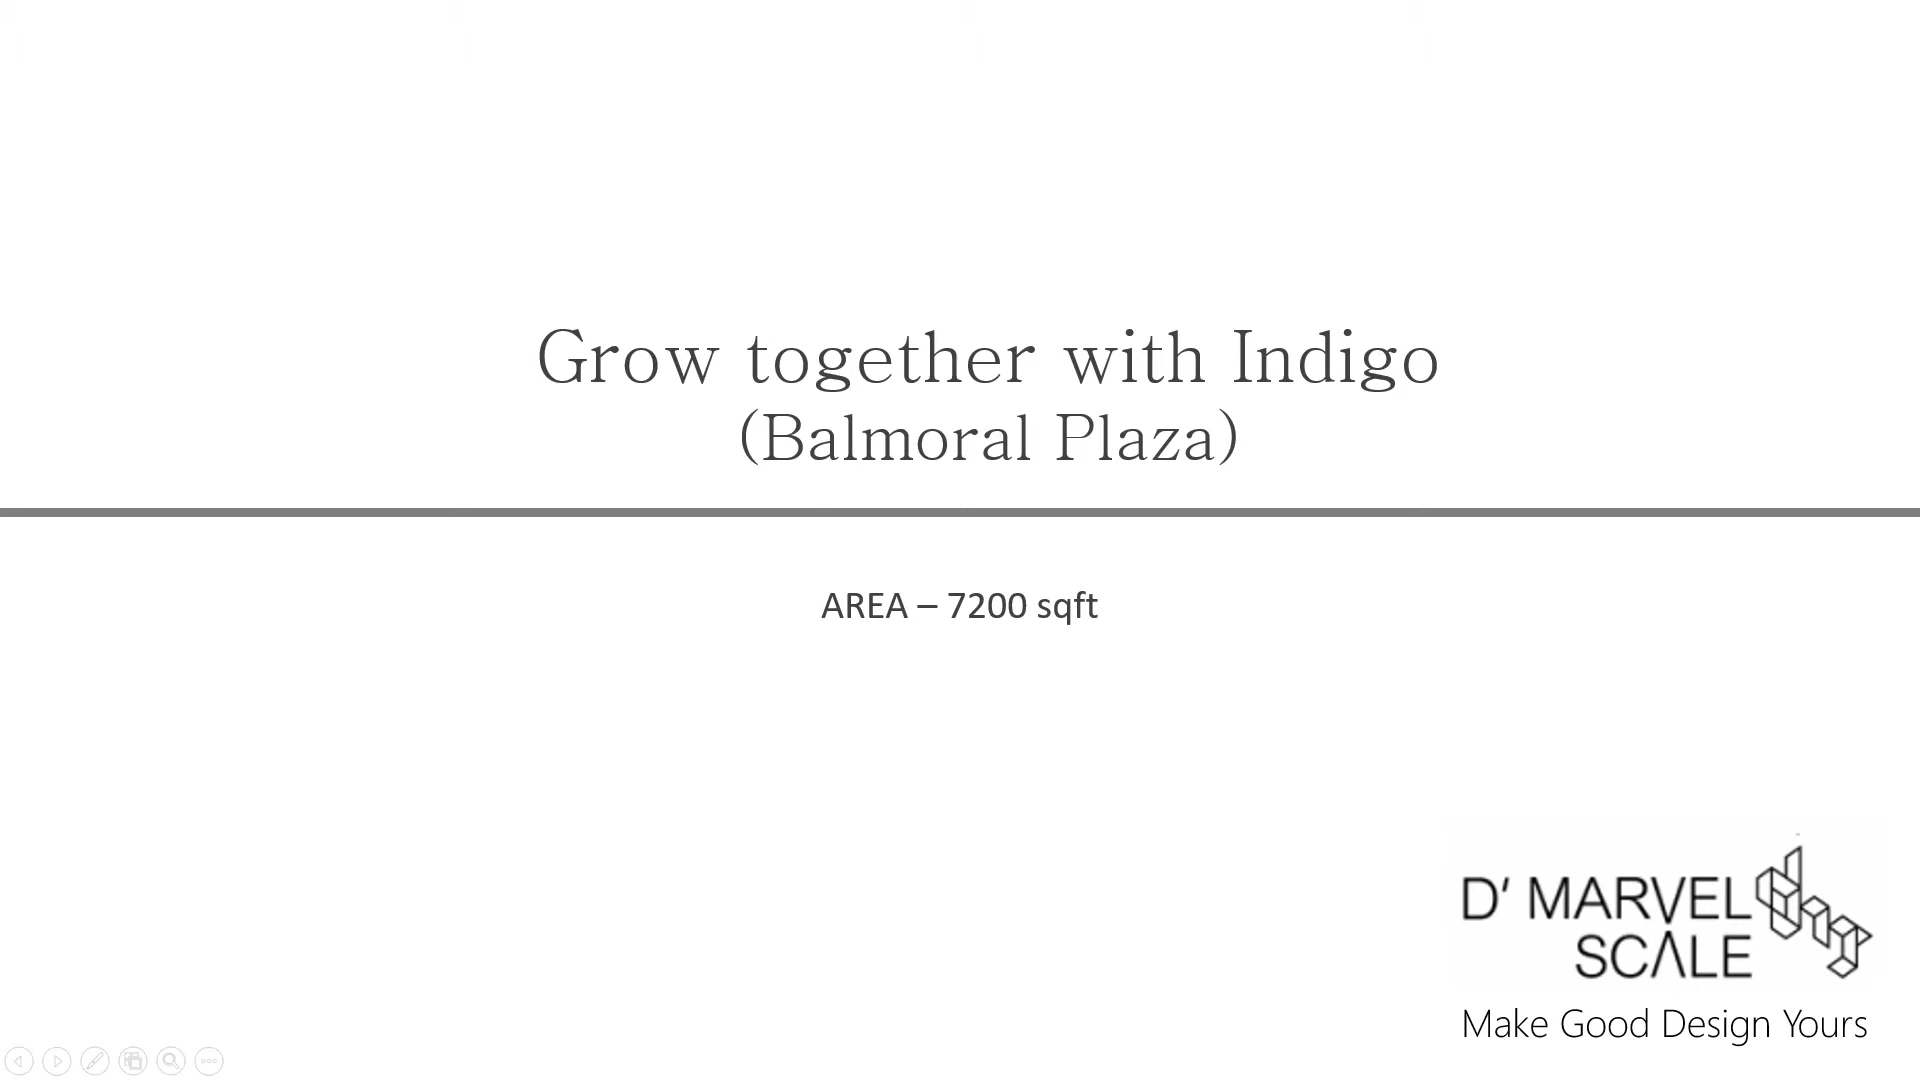 Grow together with Indigo
(Balmoral Plaza)
AREA – 7200 sqft
D' MARVEL
SCALE
Make Good Design Yours